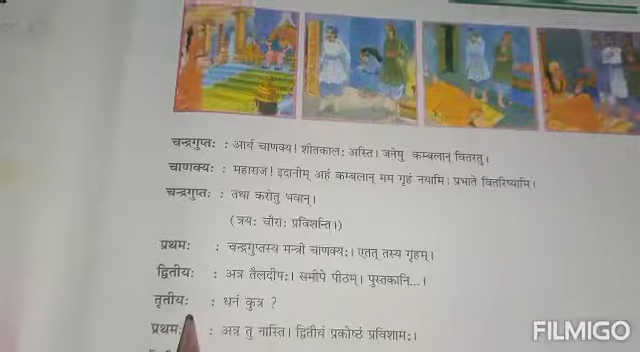 चन्द्रगुप्तः : आर्य चाणक्य! शीतकालः अस्ति। जनेषु कम्बलान् वितरतु।
चाणक्यः : महाराज! इदानीम् अहं कम्बलान् मम गृहं नयामि। प्रभाते वितरिष्यामि।
चन्द्रगुप्तः : तथा करोतु भवान्।
(त्रयः चौराः प्रविशन्ति।)
प्रथमः : चन्द्रगुप्तस्य मन्त्री चाणक्यः। एतत् तस्य गृहम्।
द्वितीयः : अत्र तैलदीपः। समीपे पीठम्। पुस्तकानि...।
तृतीयः : धनं कुत्र ?
प्रथमः : अत्र तु नास्ति। द्वितीयं प्रकोष्ठं प्रविशामः।
FILMIGO